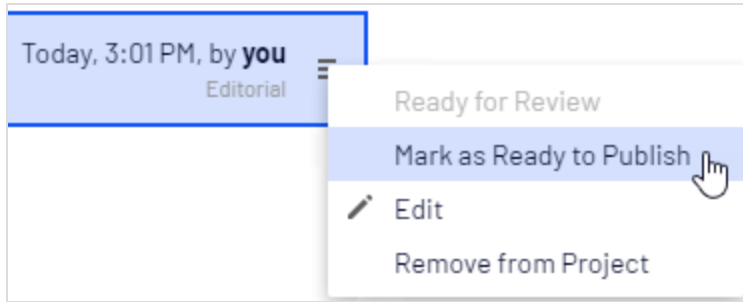 Today, 3:01 PM, by you
Editorial
Ready for Review
Mark as Ready to Publish
Edit
Remove from Project